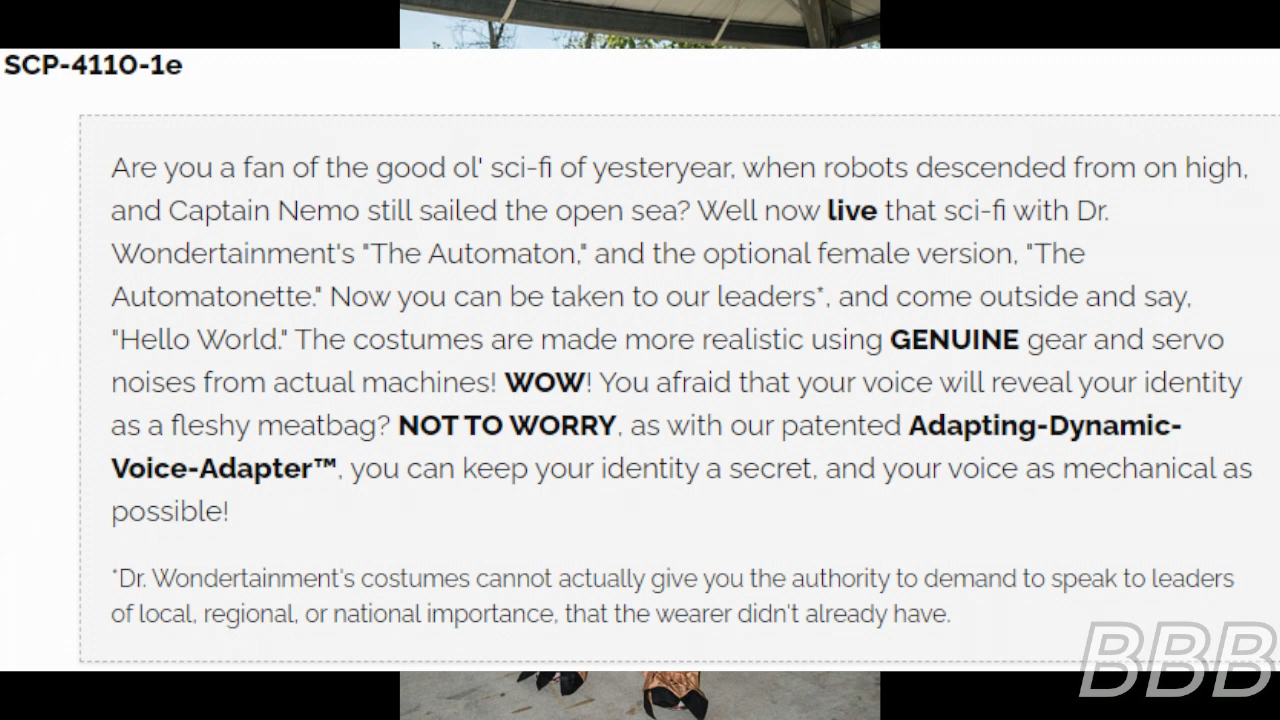 SCP-4110-1e
Are you a fan of the good ol' sci-fi of yesteryear, when robots descended from on high,
and Captain Nemo still sailed the open sea? Well now live that sci-fi with Dr.
Wondertainment's "The Automaton," and the optional female version, "The
Automatonette." Now you can be taken to our leaders*, and come outside and say,
"Hello World." The costumes are made more realistic using GENUINE gear and servo
noises from actual machines! WOW! You afraid that your voice will reveal your identity
as a fleshy meatbag? NOT TO WORRY, as with our patented Adapting-Dynamic-
Voice-Adapter™, you can keep your identity a secret, and your voice as mechanical as
possible!
*Dr. Wondertainment's costumes cannot actually give you the authority to demand to speak to leaders
of local, regional, or national importance, that the wearer didn't already have.
BBB